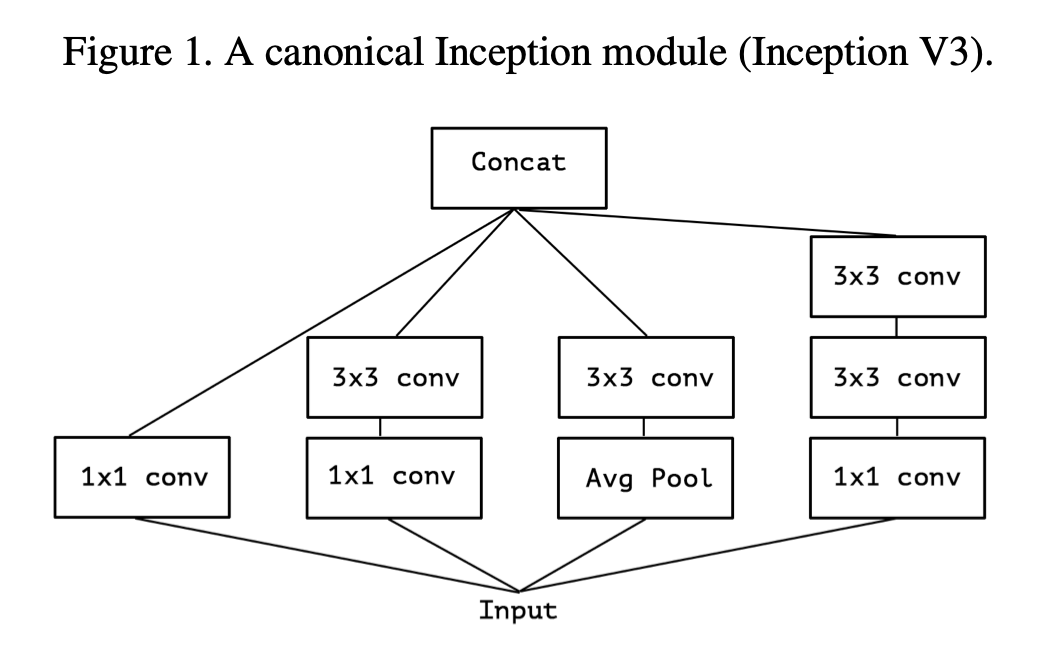 Figure 1. A canonical Inception module (Inception V3).
Concat
3x3 conv
3x3 conv
3x3 conv
3x3 conv
1x1 conv
1x1 conv
Avg Pool
1x1 conv
Input